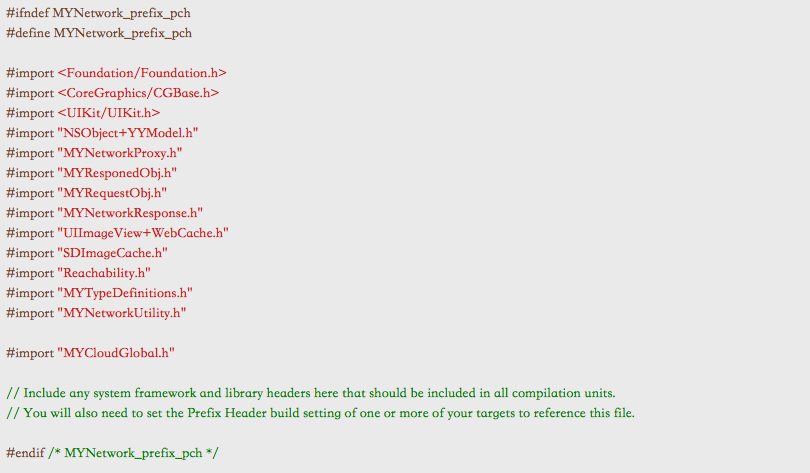 #ifndef MYNetwork_prefix_pch
#define MYNetwork_prefix_pch
#import <Foundation/Foundation.h>
#import <CoreGraphics/CGBase.h>
#import <UIKit/UIKit.h>
#import "NSObject+YYModel.h"
#import "MYNetworkProxy.h"
#import "MYResponedObj.h"
#import "MYRequestObj.h"
#import "MYNetworkResponse.h"
#import "UIImageView+WebCache.h"
#import "SDImageCache.h"
#import "Reachability.h"
#import "MYTypeDefinitions.h"
#import "MYNetworkUtility.h"
#import "MYCloudGlobal.h"
// Include any system framework and library headers here that should be included in all compilation units.
// You will also need to set the Prefix Header build setting of one or more of your targets to reference this file.
#endif /* MYNetwork_prefix_pch */